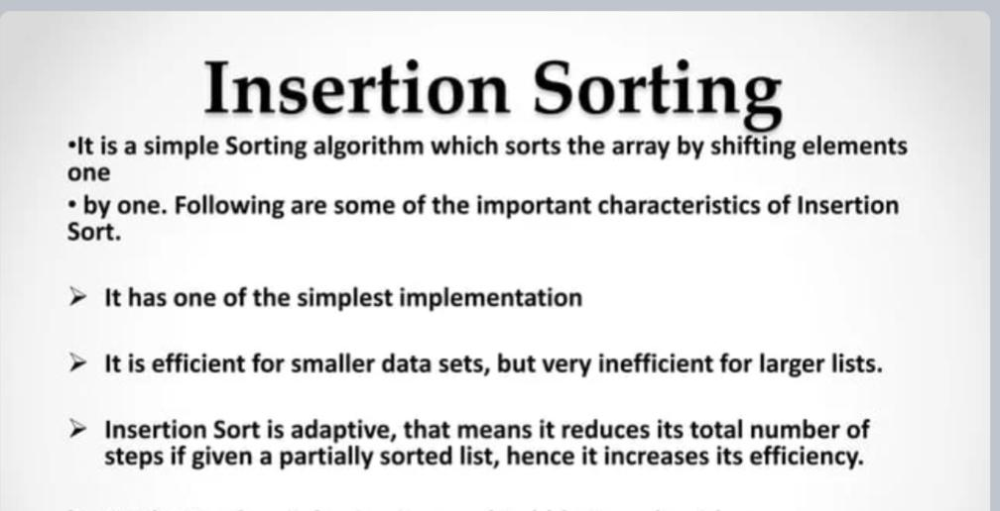 Insertion Sorting
•It is a simple Sorting algorithm which sorts the array by shifting elements
one
• by one. Following are some of the important characteristics of Insertion
Sort.
➢ It has one of the simplest implementation
➢ It is efficient for smaller data sets, but very inefficient for larger lists.
➢ Insertion Sort is adaptive, that means it reduces its total number of
steps if given a partially sorted list, hence it increases its efficiency.